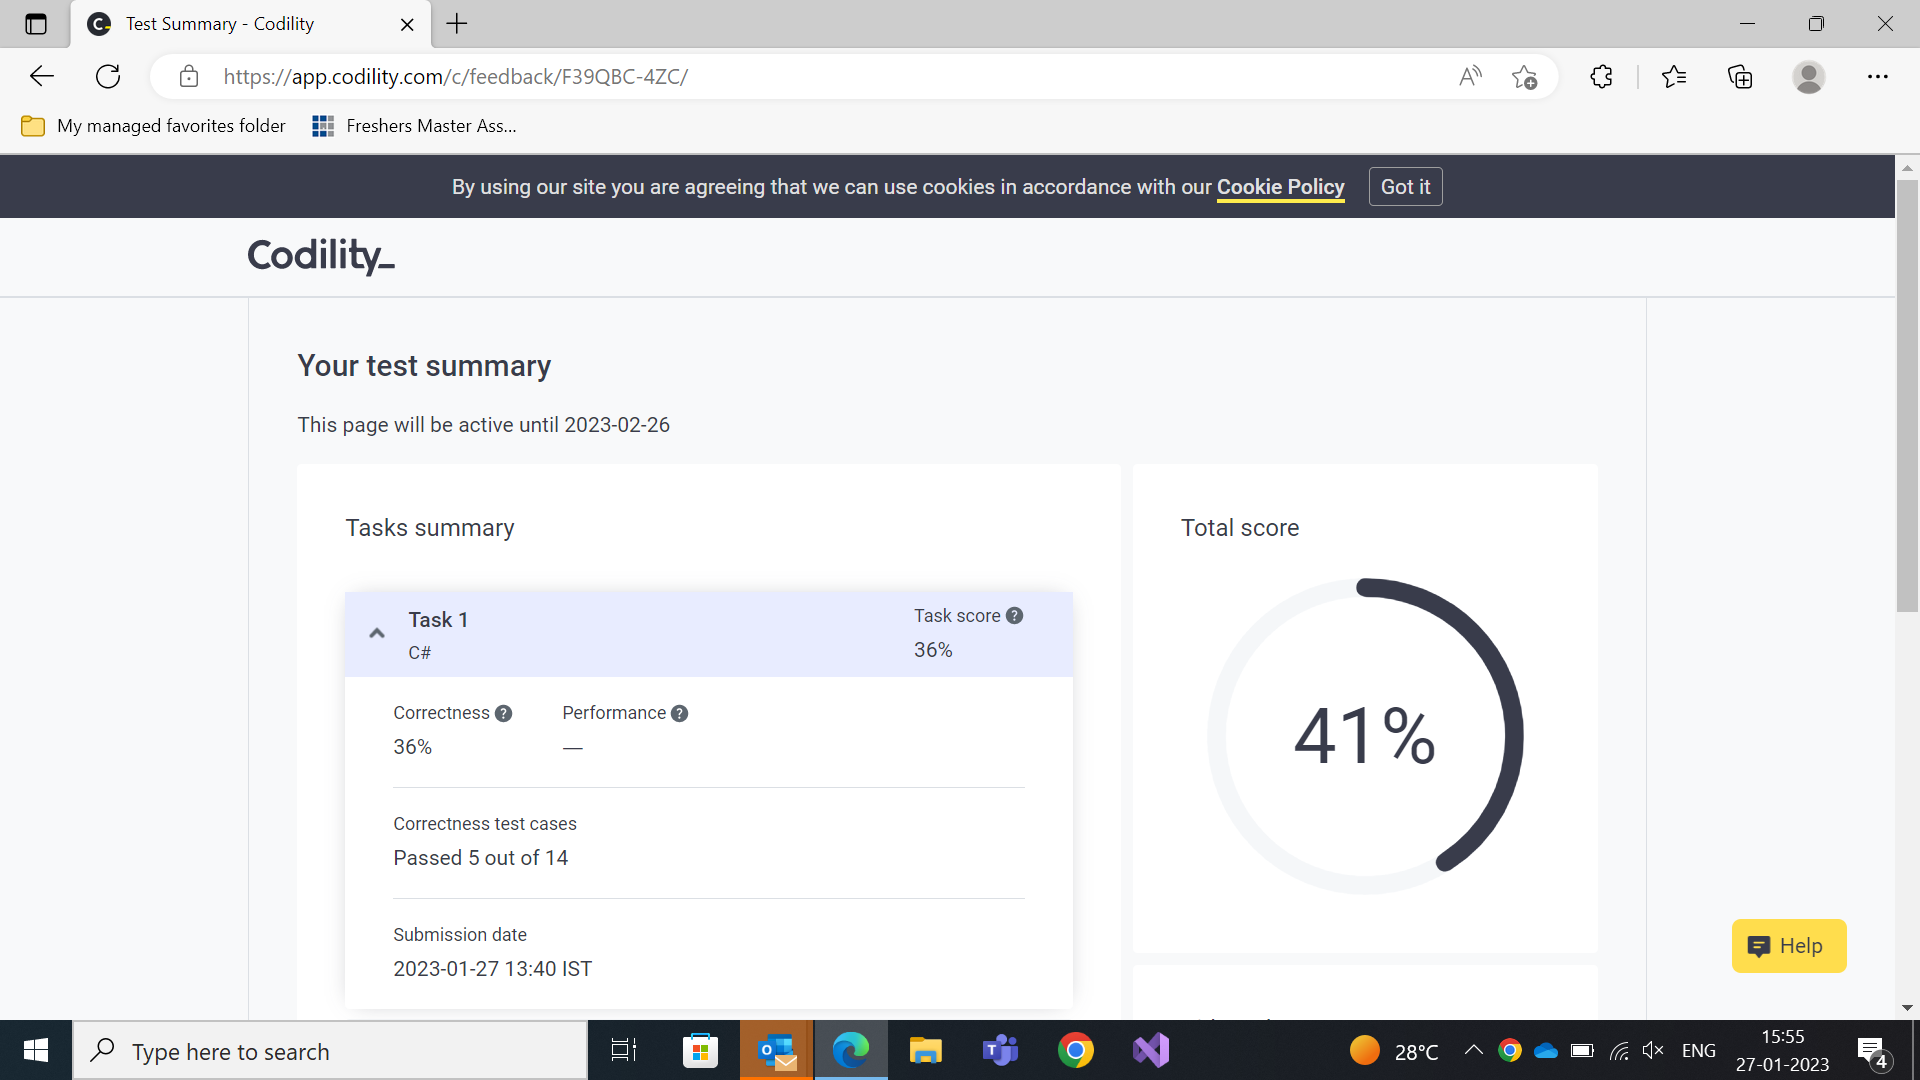 Test Summary - Codility
https://app.codility.com/c/feedback/F39QBC-4ZC/
My managed favorites folder
Freshers Master Ass...
By using our site you are agreeing that we can use cookies in accordance with our Cookie Policy
Got it
Codility_
Your test summary
This page will be active until 2023-02-26
Tasks summary
Total score
Task 1
Task score ?
C#
36%
Correctness ?
Performance ?
36%
—
41%
Correctness test cases
Passed 5 out of 14
Submission date
2023-01-27 13:40 IST
Help
Type here to search
28°C
ENG
15:55
27-01-2023
4